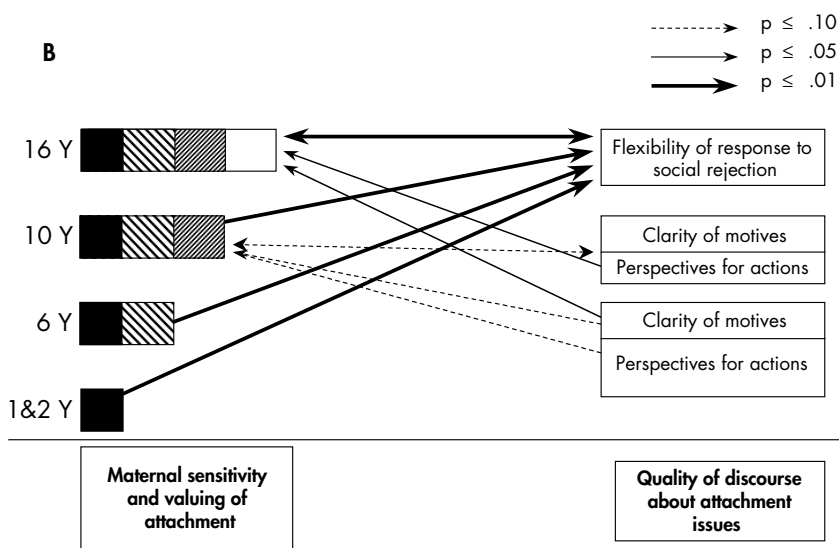 B
p ≤ .10
p ≤ .05
p ≤ .01
16 Y
Flexibility of response to
social rejection
10 Y
Clarity of motives
Perspectives for actions
6 Y
Clarity of motives
Perspectives for actions
1&2 Y
Maternal sensitivity
and valuing of
attachment
Quality of discourse
about attachment
issues